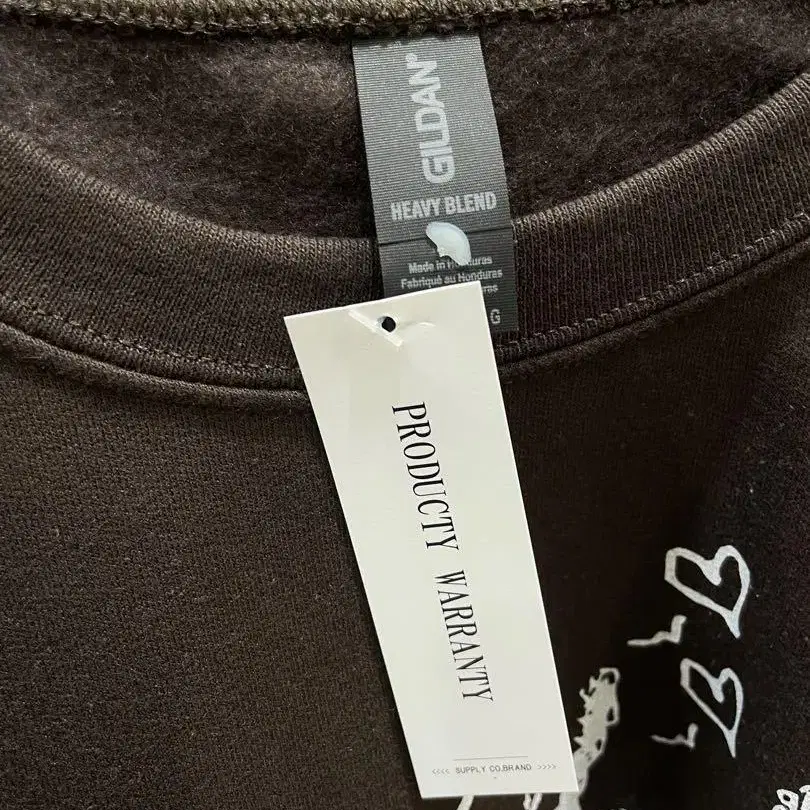 GILDAN®
HEAVY BLEND
Made in Honduras
Fabriqué au Honduras
G
PRODUCTY WARRANTY
<<<< SUPPLY CO.BRAND >>>>